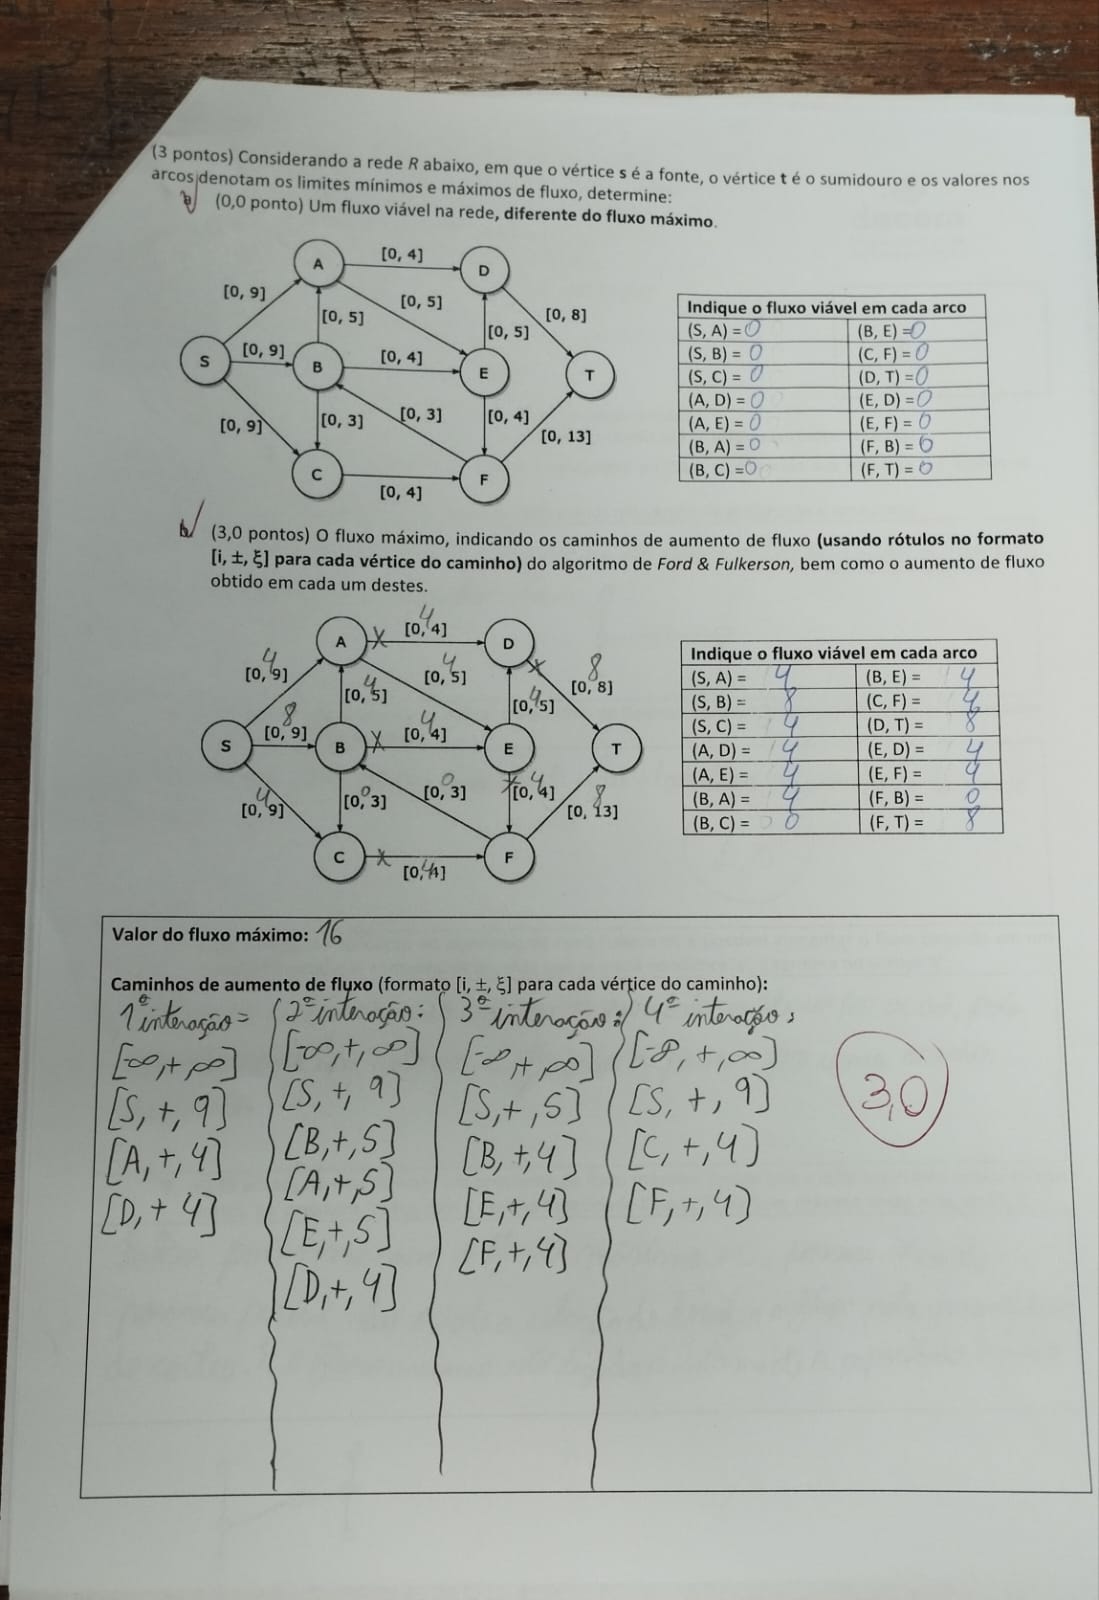 (3 pontos) Considerando a rede R abaixo, em que o vértice s é a fonte, o vértice t é o sumidouro e os valores nos
arcos denotam os limites mínimos e máximos de fluxo, determine:
a) (0,0 ponto) Um fluxo viável na rede, diferente do fluxo máximo.
A [0, 4] D
[0, 9] [0, 5] [0, 5] [0, 5] [0, 8]
S [0, 9] B [0, 4] E T
[0, 9] [0, 3] [0, 3] [0, 4] [0, 13]
C [0, 4] F
Indique o fluxo viável em cada arco
(S, A) = 0 (B, E) = 0
(S, B) = 0 (C, F) = 0
(S, C) = 0 (D, T) = 0
(A, D) = 0 (E, D) = 0
(A, E) = 0 (E, F) = 0
(B, A) = 0 (F, B) = 0
(B, C) = 0 (F, T) = 0
b) (3,0 pontos) O fluxo máximo, indicando os caminhos de aumento de fluxo (usando rótulos no formato
[i, ±, ξ] para cada vértice do caminho) do algoritmo de Ford & Fulkerson, bem como o aumento de fluxo
obtido em cada um destes.
4
A X [0, 4] D X
4 4 4 4 8
[0, 9] [0, 5] [0, 5] [0, 5] [0, 8]
8 4
S [0, 9] B X [0, 4] E X T
4 0 0 4 8
[0, 9] [0, 3] [0, 3] [0, 4] [0, 13]
C X [0, 4] F
4
Indique o fluxo viável em cada arco
(S, A) = 4 (B, E) = 4
(S, B) = 8 (C, F) = 4
(S, C) = 4 (D, T) = 8
(A, D) = 4 (E, D) = 4
(A, E) = 4 (E, F) = 4
(B, A) = 4 (F, B) = 0
(B, C) = 0 (F, T) = 8
Valor do fluxo máximo: 16
Caminhos de aumento de fluxo (formato [i, ±, ξ] para cada vértice do caminho):
1ª interação =
[-∞, + ∞]
[S, +, 9]
[A, +, 4]
[D, + 4]
2ª interação:
[-∞, +, ∞]
[S, +, 9]
[B, +, 5]
[A, +, 5]
[E, +, 5]
[D, +, 4]
3ª interação:
[-∞, + ∞]
[S, +, 5]
[B, +, 4]
[E, +, 4]
[F, +, 4]
4ª interação:
[-∞, +, ∞]
[S, +, 9]
[C, +, 4]
[F, +, 4]
3,0